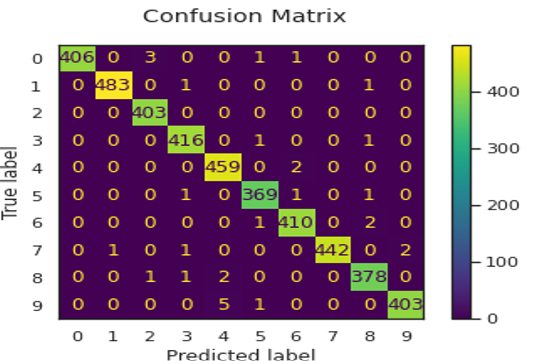 Confusion Matrix
0 406 0 3 0 0 1 1 0 0 0
1 0 483 0 1 0 0 0 0 1 0
2 0 0 403 0 0 0 0 0 0 0
3 0 0 0 416 0 1 0 0 1 0
4 0 0 0 0 459 0 2 0 0 0
5 0 0 0 1 0 369 1 0 1 0
6 0 0 0 0 0 1 410 0 2 0
7 0 1 0 1 0 0 0 442 0 2
8 0 0 1 1 2 0 0 0 378 0
9 0 0 0 0 5 1 0 0 0 403
0 1 2 3 4 5 6 7 8 9
True label
Predicted label
400
300
200
100
0